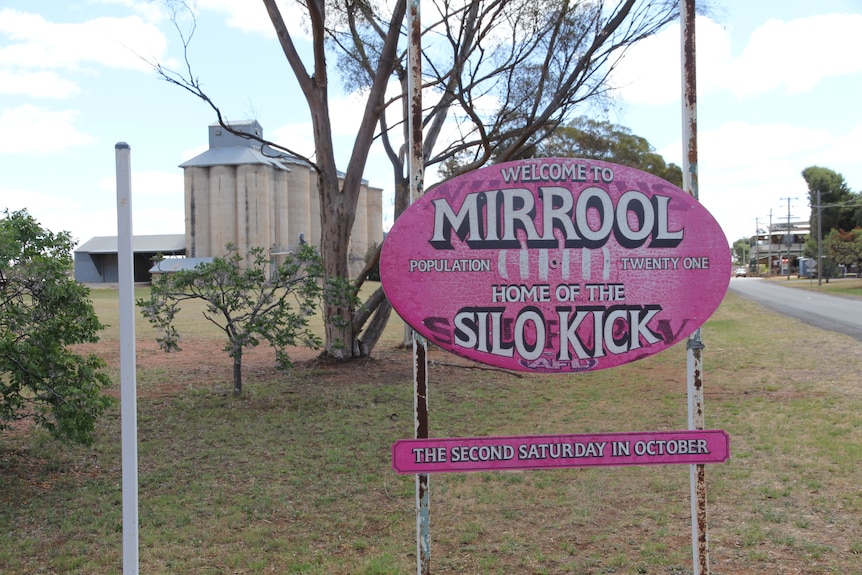 WELCOME TO
MIRROOL
POPULATION TWENTY ONE
HOME OF THE
SILO KICK
THE SECOND SATURDAY IN OCTOBER